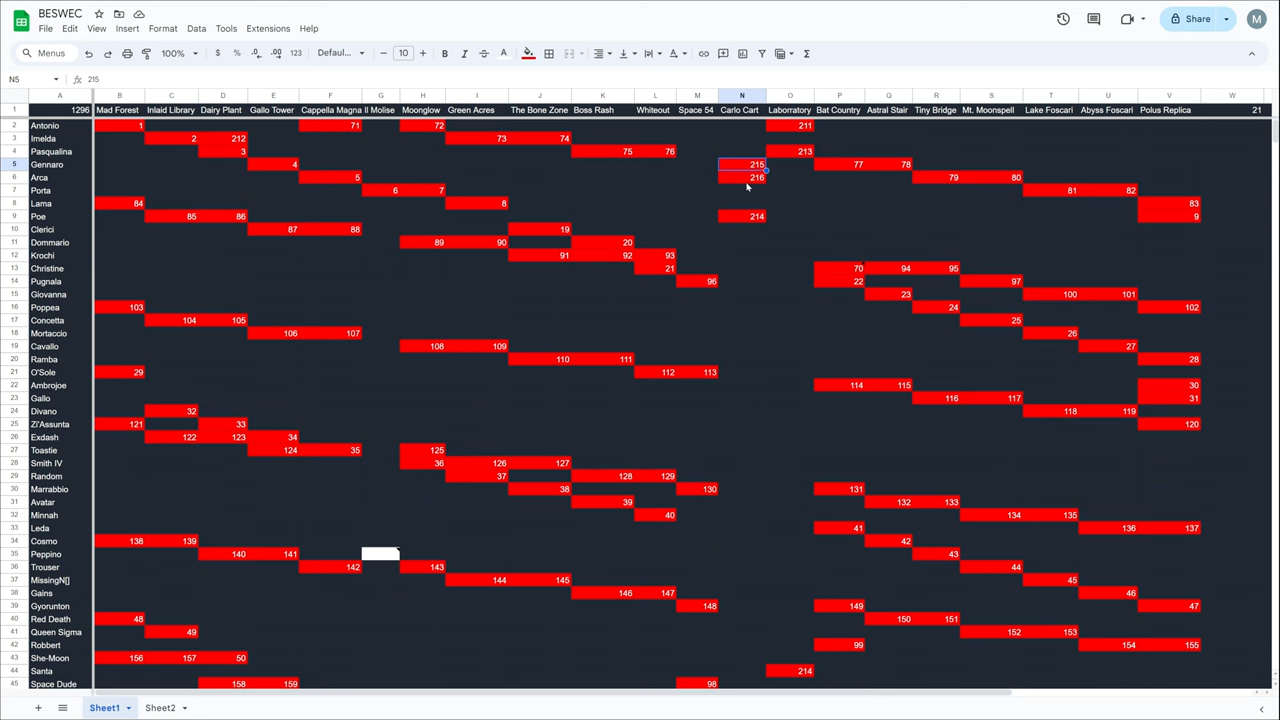 BESWEC
File Edit View Insert Format Data Tools Extensions Help
Share
M
Menus 100% $ % .0 .00 123 Defaul... 10 B I S A Σ
N5 fx 215
A B C D E F G H I J K L M N O P Q R S T U V W
1 1296 Mad Forest Inlaid Library Dairy Plant Gallo Tower Cappella Magna Il Molise Moonglow Green Acres The Bone Zone Boss Rash Whiteout Space 54 Carlo Cart Laborratory Bat Country Astral Stair Tiny Bridge Mt. Moonspell Lake Foscari Abyss Foscari Polus Replica 21
2 Antonio 1 71 72 211
3 Imelda 2 212 73 74
4 Pasqualina 3 75 76 213
5 Gennaro 4 215 77 78
6 Arca 5 216 79 80
7 Porta 6 7 81 82
8 Lama 84 8 83
9 Poe 85 86 214 9
10 Clerici 87 88 19
11 Dommario 89 90 20
12 Krochi 91 92 93
13 Christine 21 70 94 95
14 Pugnala 96 22 97
15 Giovanna 23 100 101
16 Poppea 103 24 102
17 Concetta 104 105 25
18 Mortaccio 106 107 26
19 Cavallo 108 109 27
20 Ramba 110 111 28
21 O'Sole 29 112 113
22 Ambrojoe 114 115 30
23 Gallo 116 117 31
24 Divano 32 118 119
25 Zi'Assunta 121 33 120
26 Exdash 122 123 34
27 Toastie 124 35 125
28 Smith IV 36 126 127
29 Random 37 128 129
30 Marrabbio 38 130 131
31 Avatar 39 132 133
32 Minnah 40 134 135
33 Leda 41 136 137
34 Cosmo 138 139 42
35 Peppino 140 141 43
36 Trouser 142 143 44
37 MissingN[] 144 145 45
38 Gains 146 147 46
39 Gyorunton 148 149 47
40 Red Death 48 150 151
41 Queen Sigma 49 152 153
42 Robbert 99 154 155
43 She-Moon 156 157 50
44 Santa 214
45 Space Dude 158 159 98
Sheet1 Sheet2